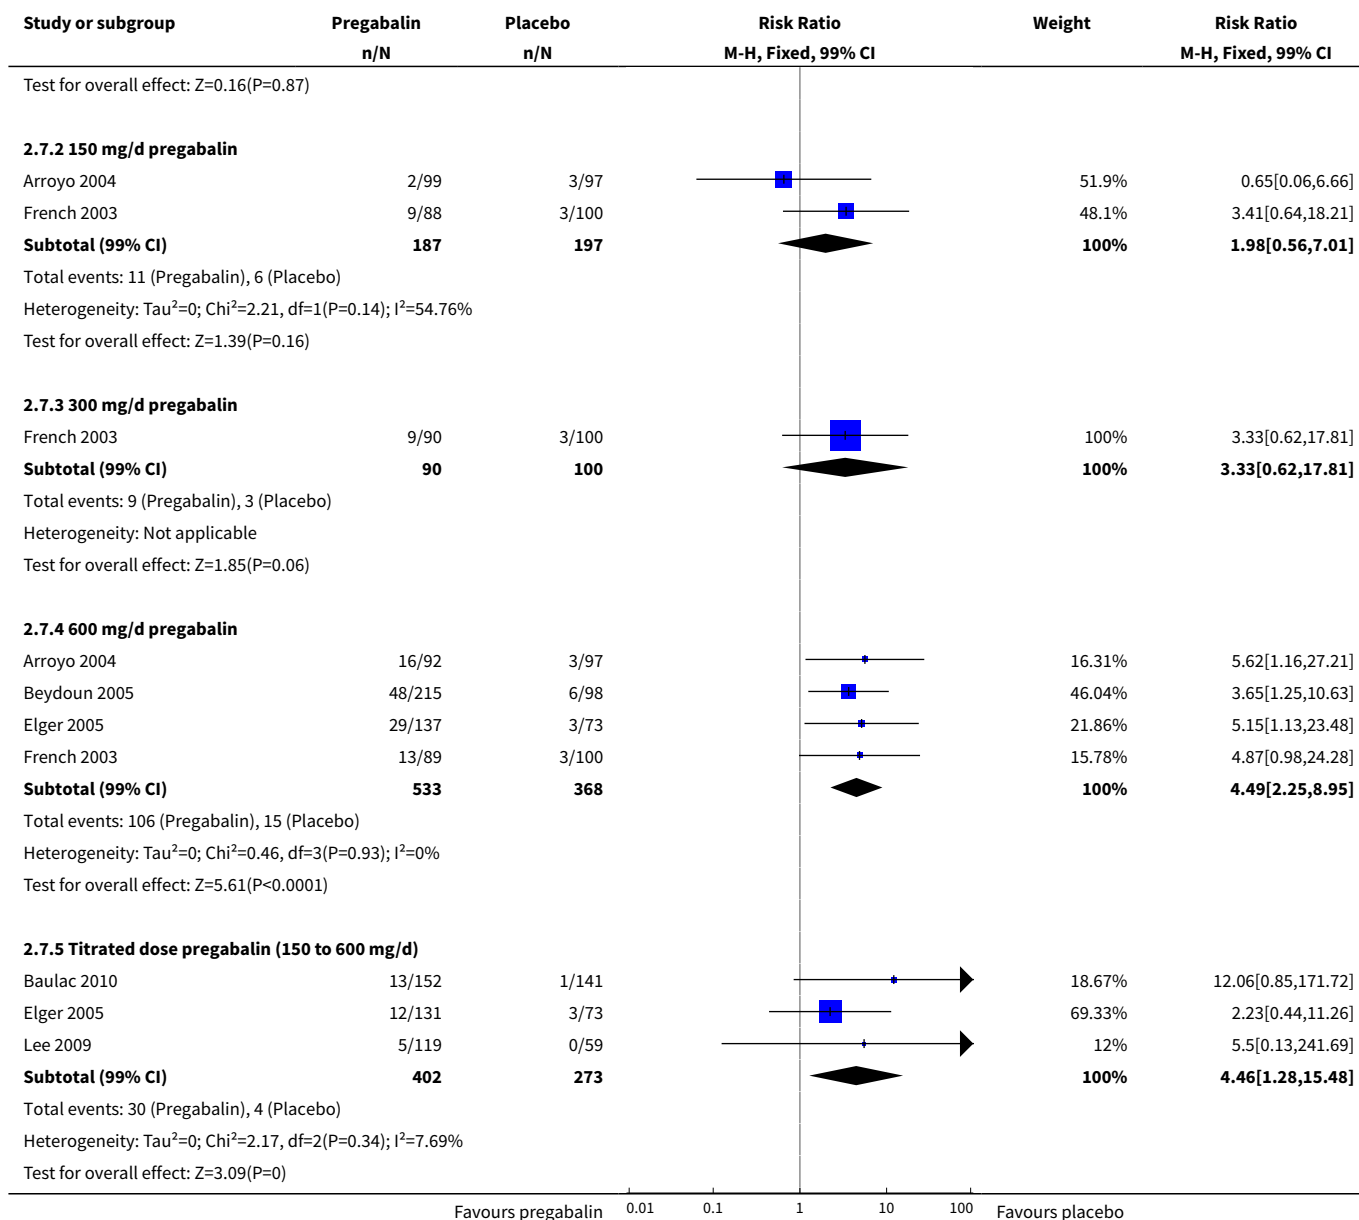 Study or subgroup Pregabalin Placebo Risk Ratio Weight Risk Ratio
n/N n/N M-H, Fixed, 99% CI M-H, Fixed, 99% CI
Test for overall effect: Z=0.16(P=0.87)
2.7.2 150 mg/d pregabalin
Arroyo 2004 2/99 3/97 51.9% 0.65[0.06,6.66]
French 2003 9/88 3/100 48.1% 3.41[0.64,18.21]
Subtotal (99% CI) 187 197 100% 1.98[0.56,7.01]
Total events: 11 (Pregabalin), 6 (Placebo)
Heterogeneity: Tau²=0; Chi²=2.21, df=1(P=0.14); I²=54.76%
Test for overall effect: Z=1.39(P=0.16)
2.7.3 300 mg/d pregabalin
French 2003 9/90 3/100 100% 3.33[0.62,17.81]
Subtotal (99% CI) 90 100 100% 3.33[0.62,17.81]
Total events: 9 (Pregabalin), 3 (Placebo)
Heterogeneity: Not applicable
Test for overall effect: Z=1.85(P=0.06)
2.7.4 600 mg/d pregabalin
Arroyo 2004 16/92 3/97 16.31% 5.62[1.16,27.21]
Beydoun 2005 48/215 6/98 46.04% 3.65[1.25,10.63]
Elger 2005 29/137 3/73 21.86% 5.15[1.13,23.48]
French 2003 13/89 3/100 15.78% 4.87[0.98,24.28]
Subtotal (99% CI) 533 368 100% 4.49[2.25,8.95]
Total events: 106 (Pregabalin), 15 (Placebo)
Heterogeneity: Tau²=0; Chi²=0.46, df=3(P=0.93); I²=0%
Test for overall effect: Z=5.61(P<0.0001)
2.7.5 Titrated dose pregabalin (150 to 600 mg/d)
Baulac 2010 13/152 1/141 18.67% 12.06[0.85,171.72]
Elger 2005 12/131 3/73 69.33% 2.23[0.44,11.26]
Lee 2009 5/119 0/59 12% 5.5[0.13,241.69]
Subtotal (99% CI) 402 273 100% 4.46[1.28,15.48]
Total events: 30 (Pregabalin), 4 (Placebo)
Heterogeneity: Tau²=0; Chi²=2.17, df=2(P=0.34); I²=7.69%
Test for overall effect: Z=3.09(P=0)
Favours pregabalin 0.01 0.1 1 10 100 Favours placebo